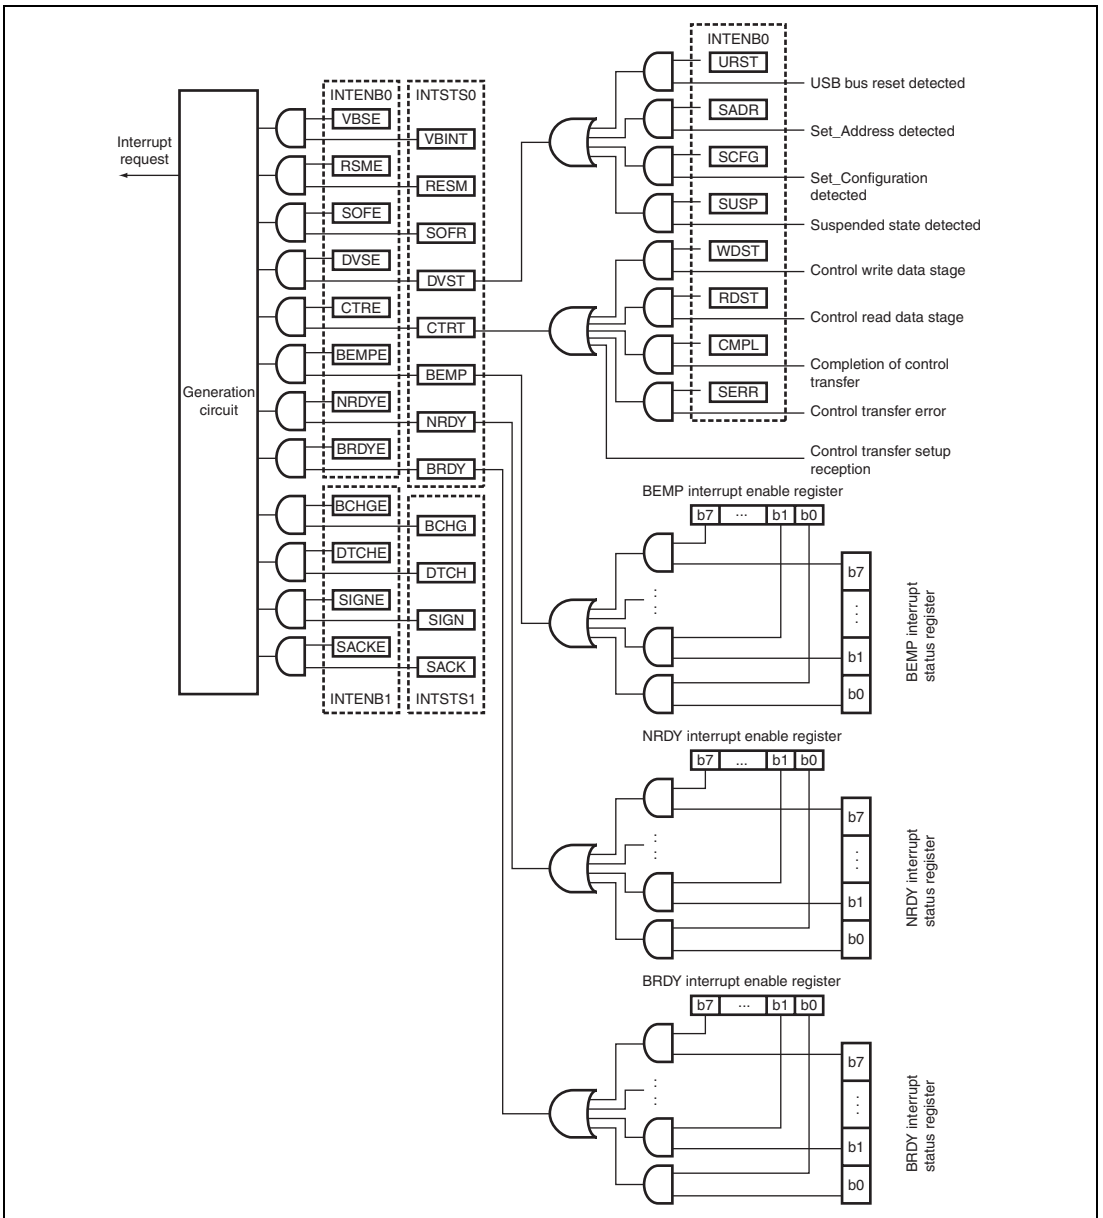 Interrupt
request
Generation
circuit
INTENB0
VBSE
RSME
SOFE
DVSE
CTRE
BEMPE
NRDYE
BRDYE
BCHGE
DTCHE
SIGNE
SACKE
INTENB1
INTSTS0
VBINT
RESM
SOFR
DVST
CTRT
BEMP
NRDY
BRDY
BCHG
DTCH
SIGN
SACK
INTSTS1
INTENB0
URST
USB bus reset detected
SADR
Set_Address detected
SCFG
Set_Configuration
detected
SUSP
Suspended state detected
WDST
Control write data stage
RDST
Control read data stage
CMPL
Completion of control
transfer
SERR
Control transfer error
Control transfer setup
reception
BEMP interrupt enable register
b7 ... b1 b0
b7
...
b1
b0
BEMP interrupt
status register
NRDY interrupt enable register
b7 ... b1 b0
b7
...
b1
b0
NRDY interrupt
status register
BRDY interrupt enable register
b7 ... b1 b0
b7
...
b1
b0
BRDY interrupt
status register